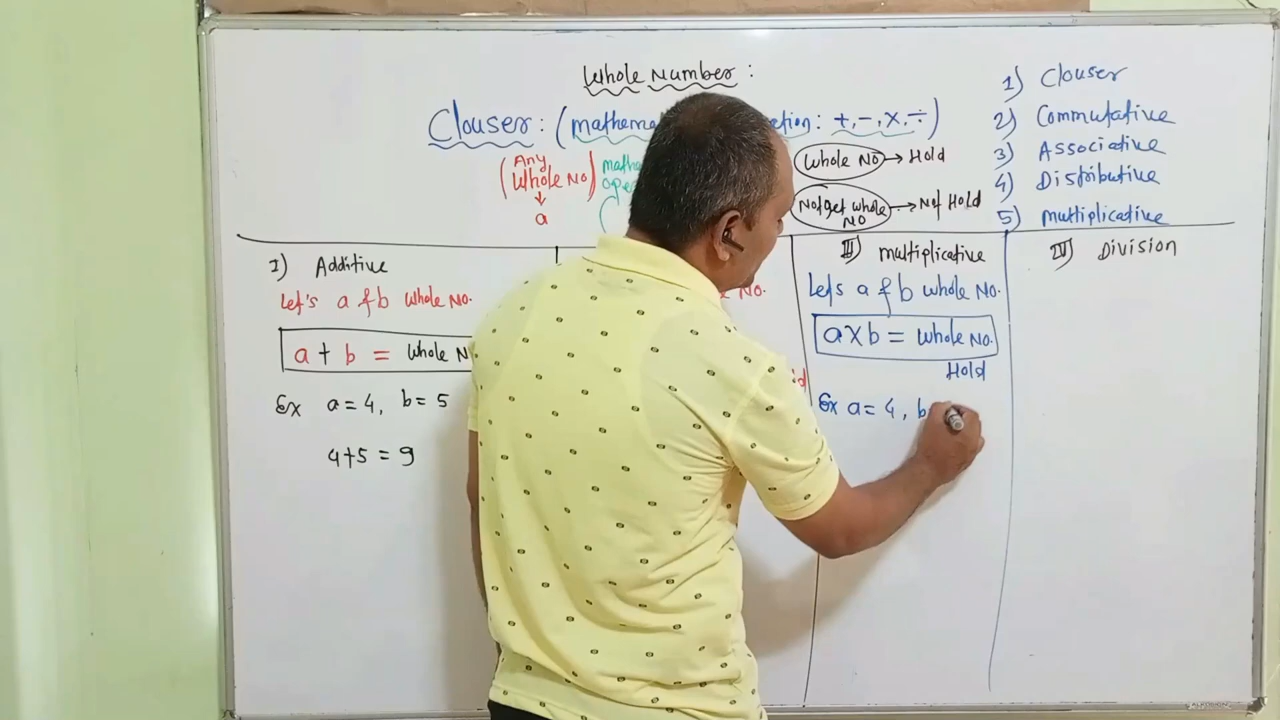 Whole Number :
Clouser : ( mathema etion : +, -, x, ÷ )
( Any Whole No )
↓
a
Whole No → Hold
Not get whole NO → Not Hold
1) Clouser
2) Commutative
3) Associative
4) Distributive
5) multiplicative
I) Additive
Let's a & b whole No.
a + b = whole N
Ex a = 4, b = 5
4+5 = 9
No.
III) multiplicative
Let's a & b whole No.
a x b = whole No.
Hold
Ex a = 4, b
IV) Division